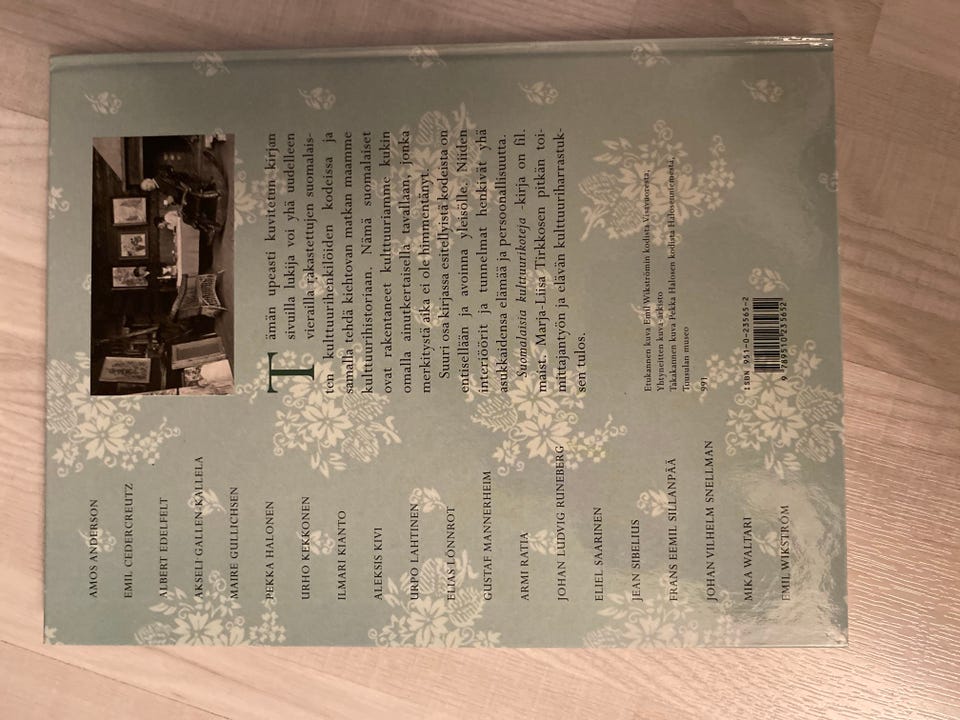 AMOS ANDERSON
EMIL CEDERCREUTZ
ALBERT EDELFELT
AKSELI GALLEN-KALLELA
MAIRE GULLICHSEN
PEKKA HALONEN
URHO KEKKONEN
ILMARI KIANTO
ALEKSIS KIVI
URPO LAHTINEN
ELIAS LÖNNROT
GUSTAF MANNERHEIM
ARMI RATIA
JOHAN LUDVIG RUNEBERG
ELIEL SAARINEN
JEAN SIBELIUS
FRANS EEMIL SILLANPÄÄ
JOHAN VILHELM SNELLMAN
MIKA WALTARI
EMIL WIKSTRÖM
Tämän upeasti kuvitetun kirjan
sivuilla lukija voi yhä uudelleen
vierailla rakastettujen suomalais-
ten kulttuurihenkilöiden kodeissa ja
samalla tehdä kiehtovan matkan maamme
kulttuurihistoriaan. Nämä suomalaiset
ovat rakentaneet kulttuuriamme kukin
omalla ainutkertaisella tavallaan, jonka
merkitystä aika ei ole himmentänyt.
Suuri osa kirjassa esitellyistä kodeista on
entisellään ja avoinna yleisölle. Niiden
interiöörit ja tunnelmat henkivät yhä
asukkaidensa elämää ja persoonallisuutta.
Suomalaisia kulttuurikoteja -kirja on fil.
maist. Marja-Liisa Tirkkosen pitkän toi-
mittajantyön ja elävän kulttuuriharrastuk-
sen tulos.
Etukannen kuva Emil Wikströmin kodista Visavuoresta,
Yhtyneitten kuva-arkisto
Takakannen kuva Pekka Halosen kodista Halosenniemestä,
Tuusulan museo
991
ISBN 951-0-23565-2
9 789510 235652